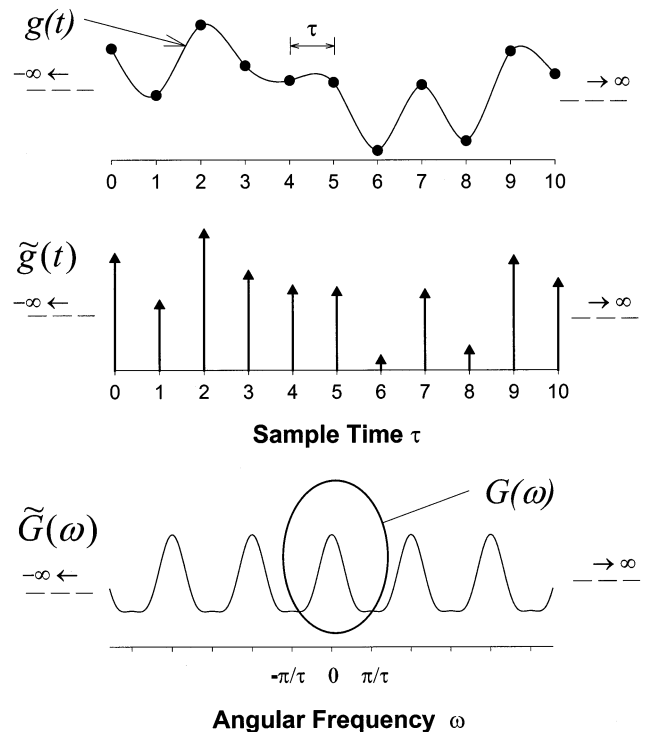 g(t)
τ
−∞ ←
→ ∞
0 1 2 3 4 5 6 7 8 9 10
g̃(t)
−∞ ←
→ ∞
0 1 2 3 4 5 6 7 8 9 10
Sample Time τ
G(ω)
G̃(ω)
−∞ ←
→ ∞
-π/τ 0 π/τ
Angular Frequency ω